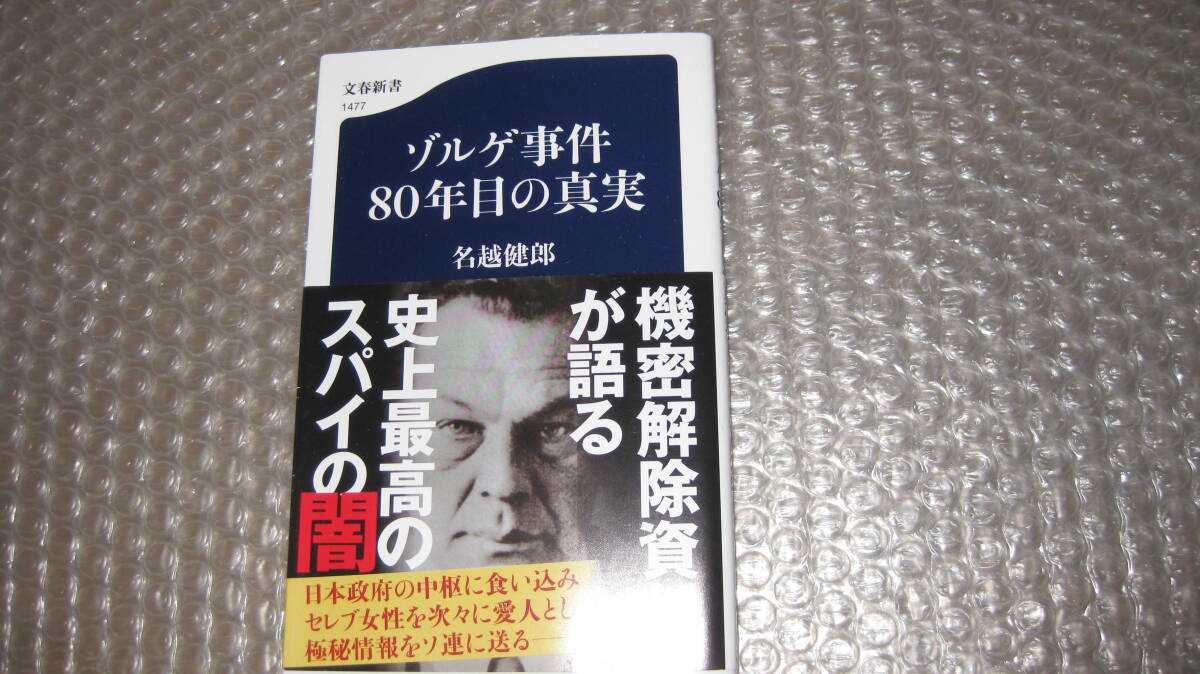 文春新書
1477
ゾルゲ事件
80年目の真実
名越健郎
機密解除資
が語る
史上最高の
スパイの闇
日本政府の中枢に食い込み
セレブ女性を次々に愛人とし
極秘情報をソ連に送る──